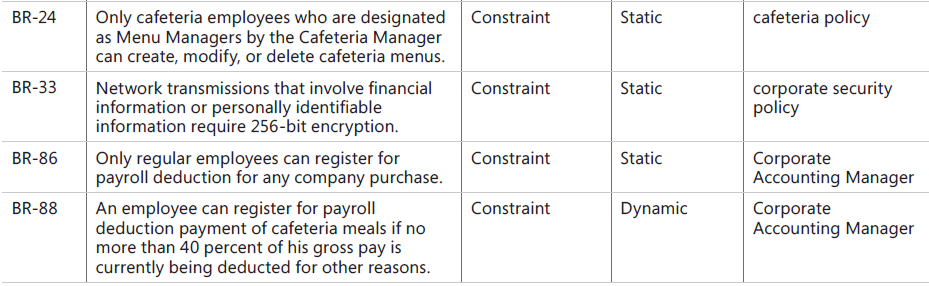 BR-24 Only cafeteria employees who are designated Constraint Static cafeteria policy
as Menu Managers by the Cafeteria Manager
can create, modify, or delete cafeteria menus.
BR-33 Network transmissions that involve financial Constraint Static corporate security
information or personally identifiable policy
information require 256-bit encryption.
BR-86 Only regular employees can register for Constraint Static Corporate
payroll deduction for any company purchase. Accounting Manager
BR-88 An employee can register for payroll Constraint Dynamic Corporate
deduction payment of cafeteria meals if no Accounting Manager
more than 40 percent of his gross pay is
currently being deducted for other reasons.